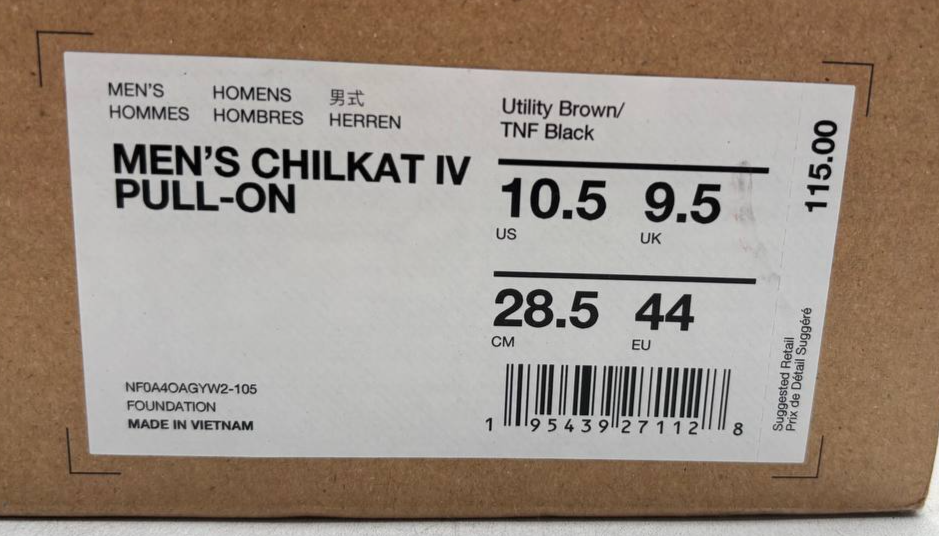 MEN'S HOMENS 男式
HOMMES HOMBRES HERREN
MEN'S CHILKAT IV
PULL-ON
NF0A4OAGYW2-105
FOUNDATION
MADE IN VIETNAM
Utility Brown/
TNF Black
10.5 9.5
US UK
28.5 44
CM EU
1 95439 27112 8
115.00
Suggested Retail
Prix de Détail Suggéré